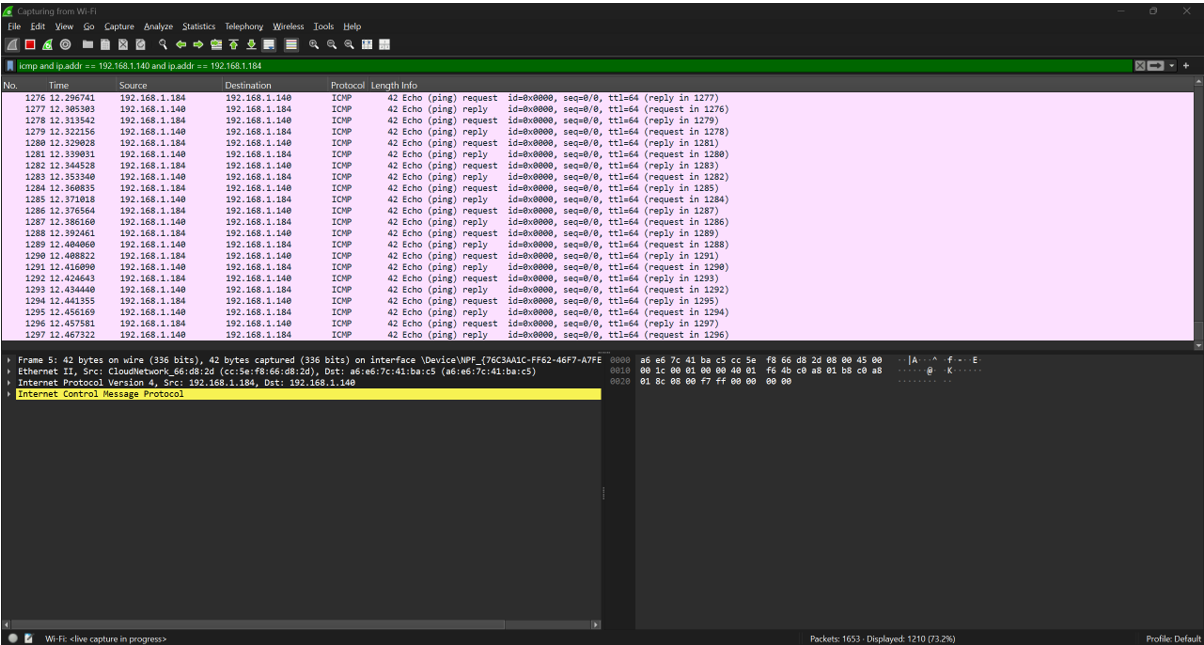 Capturing from Wi-Fi
File Edit View Go Capture Analyze Statistics Telephony Wireless Tools Help
icmp and ip.addr == 192.168.1.140 and ip.addr == 192.168.1.184
No. Time Source Destination Protocol Length Info
1276 12.296741 192.168.1.184 192.168.1.140 ICMP 42 Echo (ping) request id=0x0000, seq=0/0, ttl=64 (reply in 1277)
1277 12.305303 192.168.1.140 192.168.1.184 ICMP 42 Echo (ping) reply id=0x0000, seq=0/0, ttl=64 (request in 1276)
1278 12.313542 192.168.1.184 192.168.1.140 ICMP 42 Echo (ping) request id=0x0000, seq=0/0, ttl=64 (reply in 1279)
1279 12.322156 192.168.1.140 192.168.1.184 ICMP 42 Echo (ping) reply id=0x0000, seq=0/0, ttl=64 (request in 1278)
1280 12.329028 192.168.1.184 192.168.1.140 ICMP 42 Echo (ping) request id=0x0000, seq=0/0, ttl=64 (reply in 1281)
1281 12.339031 192.168.1.140 192.168.1.184 ICMP 42 Echo (ping) reply id=0x0000, seq=0/0, ttl=64 (request in 1280)
1282 12.344528 192.168.1.184 192.168.1.140 ICMP 42 Echo (ping) request id=0x0000, seq=0/0, ttl=64 (reply in 1283)
1283 12.353340 192.168.1.140 192.168.1.184 ICMP 42 Echo (ping) reply id=0x0000, seq=0/0, ttl=64 (request in 1282)
1284 12.360835 192.168.1.184 192.168.1.140 ICMP 42 Echo (ping) request id=0x0000, seq=0/0, ttl=64 (reply in 1285)
1285 12.371018 192.168.1.140 192.168.1.184 ICMP 42 Echo (ping) reply id=0x0000, seq=0/0, ttl=64 (request in 1284)
1286 12.376564 192.168.1.184 192.168.1.140 ICMP 42 Echo (ping) request id=0x0000, seq=0/0, ttl=64 (reply in 1287)
1287 12.386160 192.168.1.140 192.168.1.184 ICMP 42 Echo (ping) reply id=0x0000, seq=0/0, ttl=64 (request in 1286)
1288 12.392461 192.168.1.184 192.168.1.140 ICMP 42 Echo (ping) request id=0x0000, seq=0/0, ttl=64 (reply in 1289)
1289 12.404060 192.168.1.140 192.168.1.184 ICMP 42 Echo (ping) reply id=0x0000, seq=0/0, ttl=64 (request in 1288)
1290 12.408822 192.168.1.184 192.168.1.140 ICMP 42 Echo (ping) request id=0x0000, seq=0/0, ttl=64 (reply in 1291)
1291 12.416090 192.168.1.140 192.168.1.184 ICMP 42 Echo (ping) reply id=0x0000, seq=0/0, ttl=64 (request in 1290)
1292 12.424643 192.168.1.184 192.168.1.140 ICMP 42 Echo (ping) request id=0x0000, seq=0/0, ttl=64 (reply in 1293)
1293 12.434440 192.168.1.140 192.168.1.184 ICMP 42 Echo (ping) reply id=0x0000, seq=0/0, ttl=64 (request in 1292)
1294 12.441355 192.168.1.184 192.168.1.140 ICMP 42 Echo (ping) request id=0x0000, seq=0/0, ttl=64 (reply in 1295)
1295 12.456169 192.168.1.140 192.168.1.184 ICMP 42 Echo (ping) reply id=0x0000, seq=0/0, ttl=64 (request in 1294)
1296 12.457581 192.168.1.184 192.168.1.140 ICMP 42 Echo (ping) request id=0x0000, seq=0/0, ttl=64 (reply in 1297)
1297 12.467322 192.168.1.140 192.168.1.184 ICMP 42 Echo (ping) reply id=0x0000, seq=0/0, ttl=64 (request in 1296)
Frame 5: 42 bytes on wire (336 bits), 42 bytes captured (336 bits) on interface \Device\NPF_{76C3AA1C-FF62-46F7-A7FE
Ethernet II, Src: CloudNetwork_66:d8:2d (cc:5e:f8:66:d8:2d), Dst: a6:e6:7c:41:ba:c5 (a6:e6:7c:41:ba:c5)
Internet Protocol Version 4, Src: 192.168.1.184, Dst: 192.168.1.140
Internet Control Message Protocol
0000 a6 e6 7c 41 ba c5 cc 5e f8 66 d8 2d 08 00 45 00 ··|A···^ ·f·-··E·
0010 00 1c 00 01 00 00 40 01 f6 4b c0 a8 01 b8 c0 a8 ······@· ·K······
0020 01 8c 08 00 f7 ff 00 00 00 00 ········ ··
Wi-Fi: <live capture in progress>
Packets: 1653 · Displayed: 1210 (73.2%)
Profile: Default